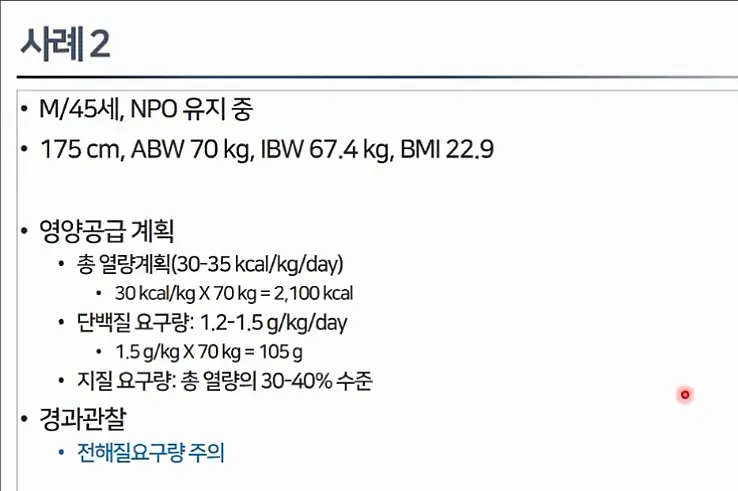 사례 2
• M/45세, NPO 유지 중
• 175 cm, ABW 70 kg, IBW 67.4 kg, BMI 22.9
• 영양공급 계획
• 총 열량계획(30-35 kcal/kg/day)
• 30 kcal/kg X 70 kg = 2,100 kcal
• 단백질 요구량: 1.2-1.5 g/kg/day
• 1.5 g/kg X 70 kg = 105 g
• 지질 요구량: 총 열량의 30-40% 수준
• 경과관찰
• 전해질요구량 주의